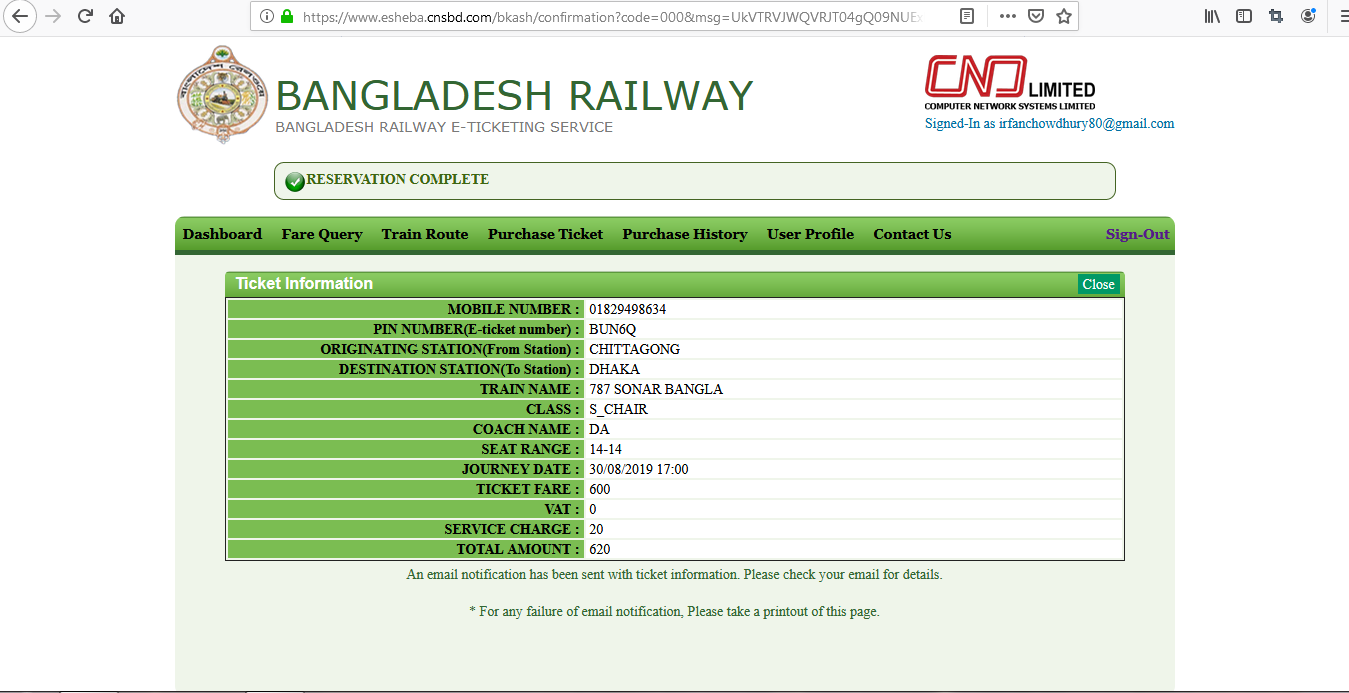 https://www.esheba.cnsbd.com/bkash/confirmation?code=000&msg=UkVTRVJWQVRJT04gQ09NUE
BANGLADESH RAILWAY
BANGLADESH RAILWAY E-TICKETING SERVICE
CNS LIMITED
COMPUTER NETWORK SYSTEMS LIMITED
Signed-In as irfanchowdhury80@gmail.com
RESERVATION COMPLETE
Dashboard Fare Query Train Route Purchase Ticket Purchase History User Profile Contact Us Sign-Out
Ticket Information Close
MOBILE NUMBER : 01829498634
PIN NUMBER(E-ticket number) : BUN6Q
ORIGINATING STATION(From Station) : CHITTAGONG
DESTINATION STATION(To Station) : DHAKA
TRAIN NAME : 787 SONAR BANGLA
CLASS : S_CHAIR
COACH NAME : DA
SEAT RANGE : 14-14
JOURNEY DATE : 30/08/2019 17:00
TICKET FARE : 600
VAT : 0
SERVICE CHARGE : 20
TOTAL AMOUNT : 620
An email notification has been sent with ticket information. Please check your email for details.
* For any failure of email notification, Please take a printout of this page.